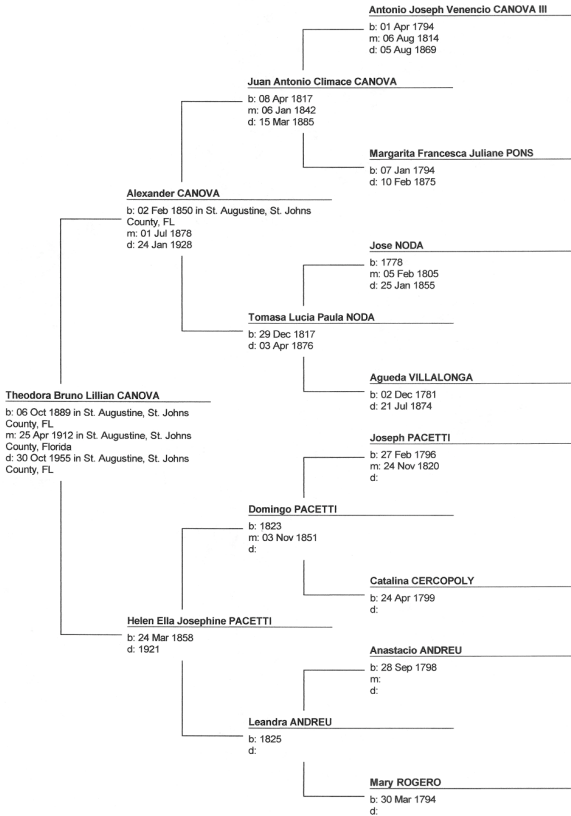 Antonio Joseph Venencio CANOVA III
b: 01 Apr 1794
m: 06 Aug 1814
d: 05 Aug 1869
Juan Antonio Climace CANOVA
b: 08 Apr 1817
m: 06 Jan 1842
d: 15 Mar 1885
Margarita Francesca Juliane PONS
b: 07 Jan 1794
d: 10 Feb 1875
Alexander CANOVA
b: 02 Feb 1850 in St. Augustine, St. Johns
County, FL
m: 01 Jul 1878
d: 24 Jan 1928
Jose NODA
b: 1778
m: 05 Feb 1805
d: 25 Jan 1855
Tomasa Lucia Paula NODA
b: 29 Dec 1817
d: 03 Apr 1876
Agueda VILLALONGA
b: 02 Dec 1781
d: 21 Jul 1874
Theodora Bruno Lillian CANOVA
b: 06 Oct 1889 in St. Augustine, St. Johns
County, FL
m: 25 Apr 1912 in St. Augustine, St. Johns
County, Florida
d: 30 Oct 1955 in St. Augustine, St. Johns
County, FL
Joseph PACETTI
b: 27 Feb 1796
m: 24 Nov 1820
d:
Domingo PACETTI
b: 1823
m: 03 Nov 1851
d:
Catalina CERCOPOLY
b: 24 Apr 1799
d:
Helen Ella Josephine PACETTI
b: 24 Mar 1858
d: 1921
Anastacio ANDREU
b: 28 Sep 1798
m:
d:
Leandra ANDREU
b: 1825
d:
Mary ROGERO
b: 30 Mar 1794
d: